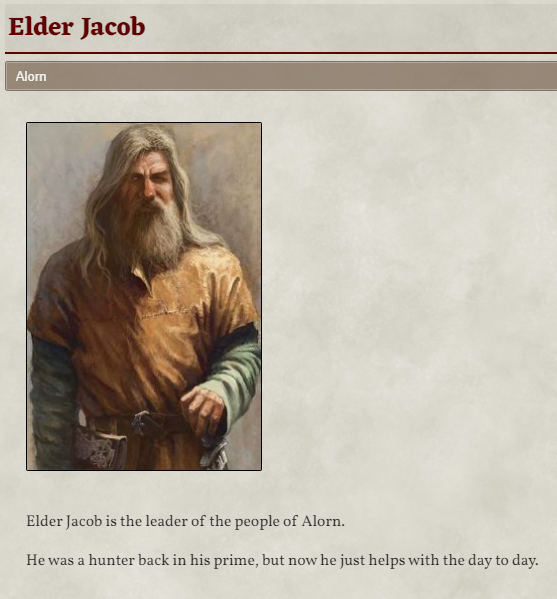 Elder Jacob
Alorn
Elder Jacob is the leader of the people of Alorn.
He was a hunter back in his prime, but now he just helps with the day to day.